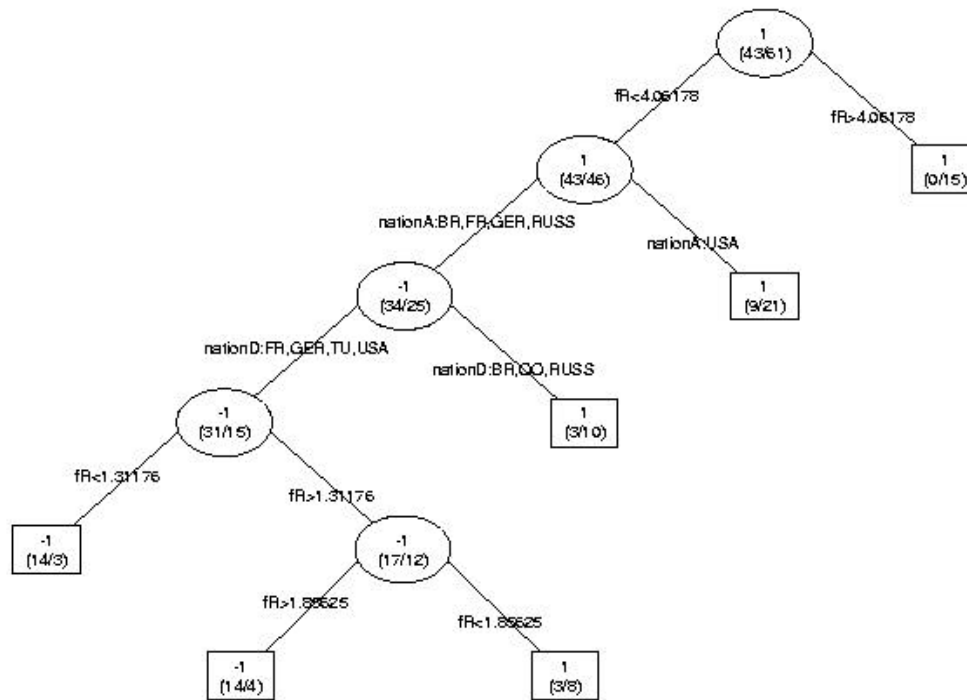 1
(43/61)
fR<4.06178
fR>4.06178
1
(43/46)
1
(0/15)
nationA:BR,FR,GER,RUSS
nationA:USA
-1
(34/25)
1
(9/21)
nationD:FR,GER,TU,USA
nationD:BR,CO,RUSS
-1
(31/15)
1
(3/10)
fR<1.31176
fR>1.31176
-1
(14/3)
-1
(17/12)
fR>1.85625
fR<1.85625
-1
(14/4)
1
(3/8)